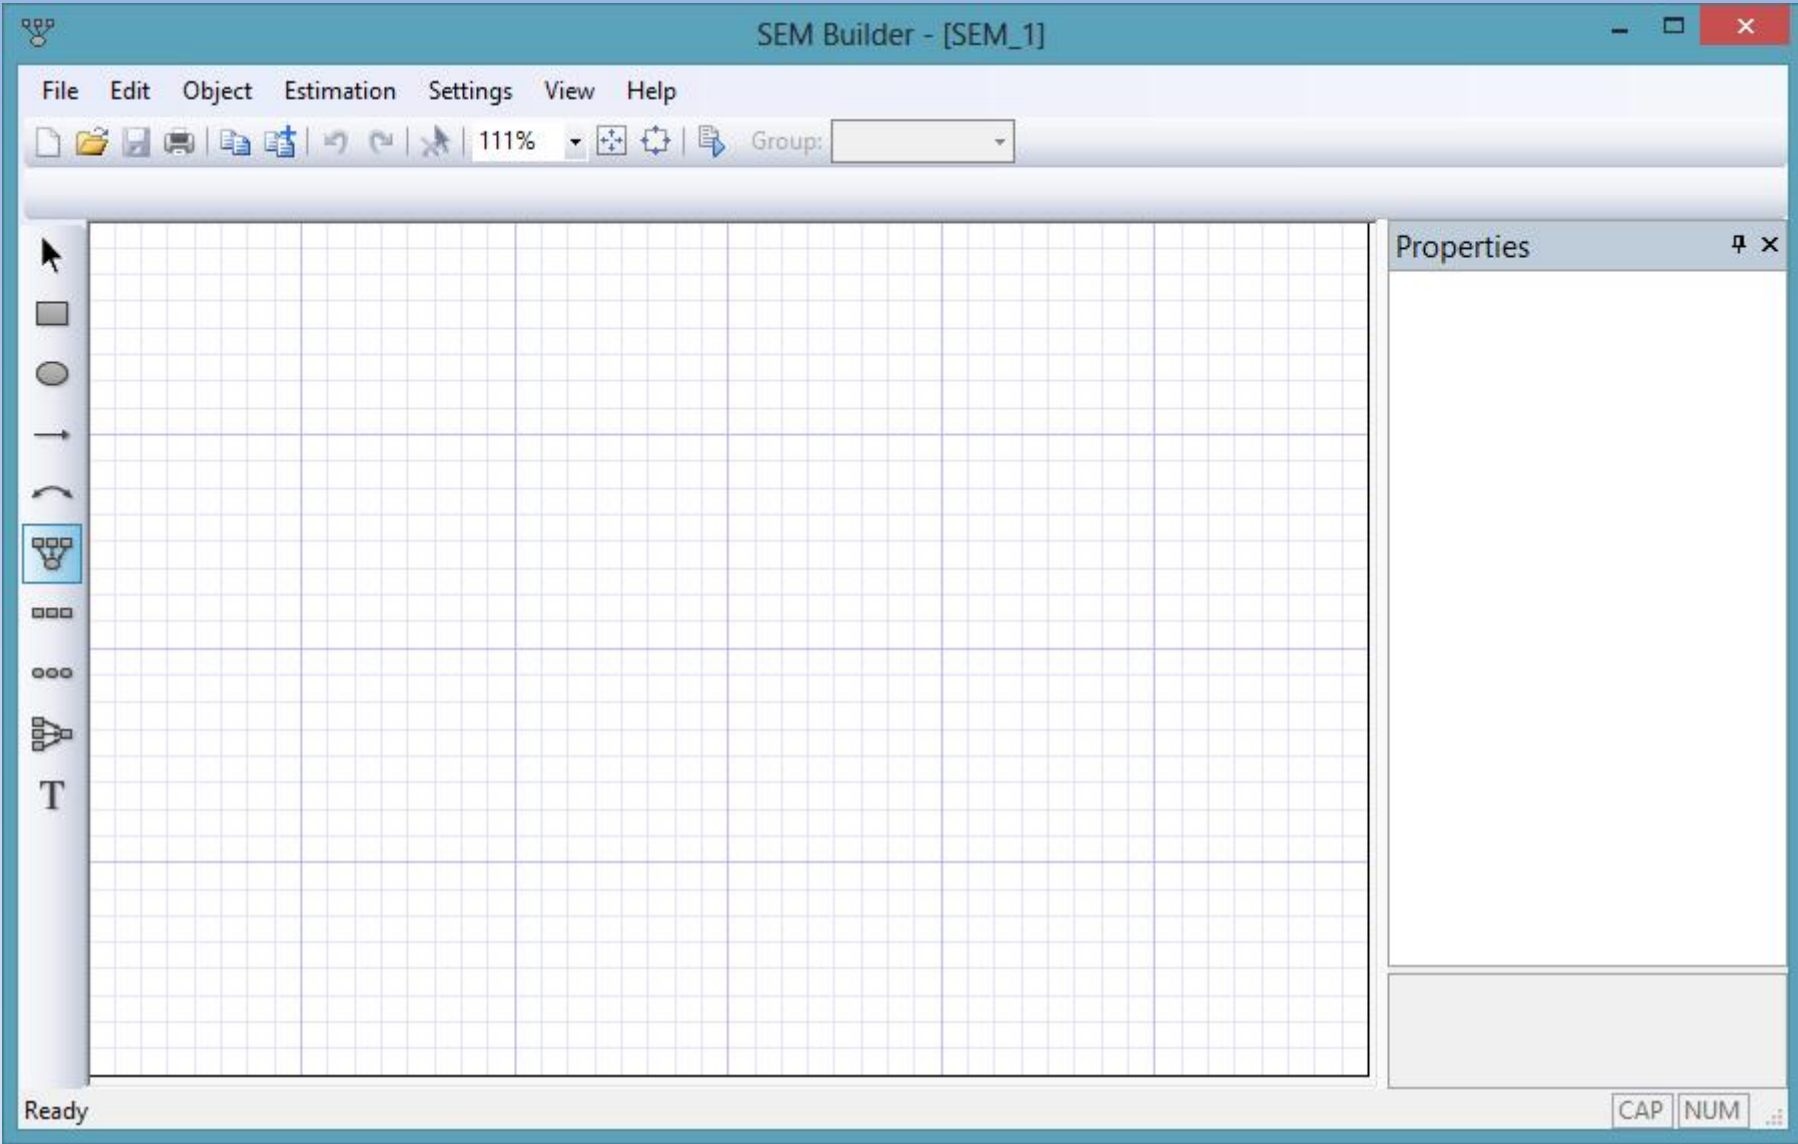 SEM Builder - [SEM_1]
File Edit Object Estimation Settings View Help
111% Group:
Properties
T
Ready
CAP NUM